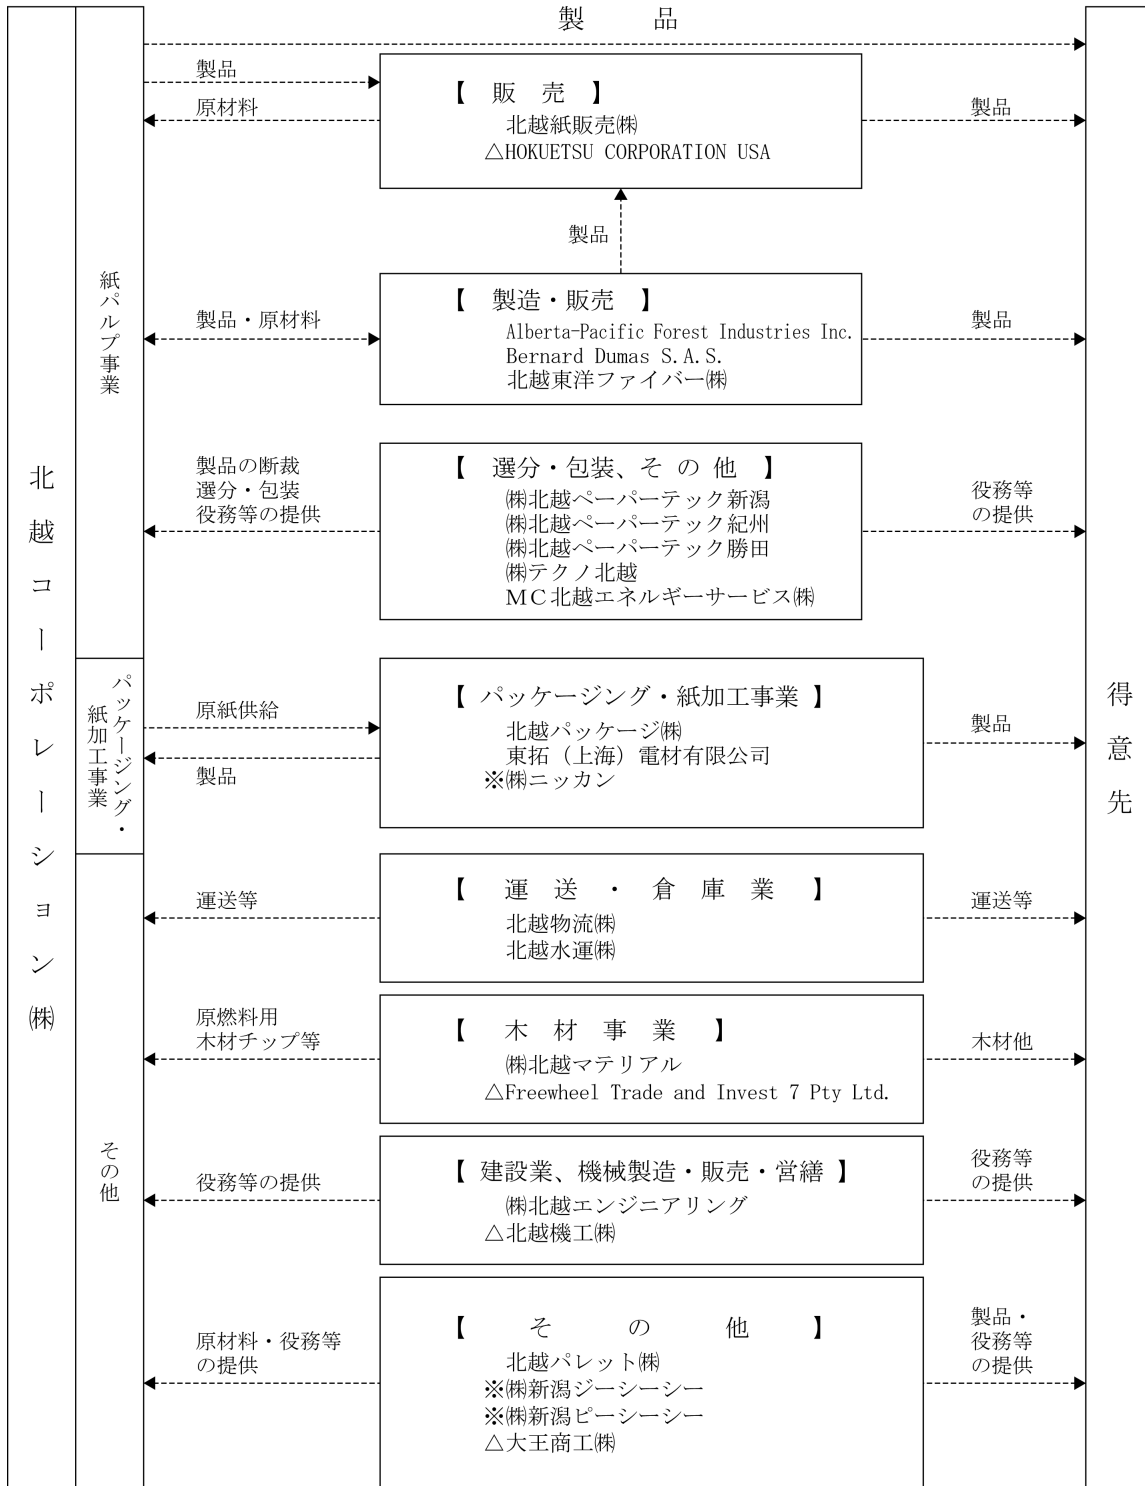 北越コーポレーション㈱
紙パルプ事業
製品
製品
原材料
【 販 売 】
北越紙販売㈱
△HOKUETSU CORPORATION USA
製品
製品
製品・原材料
【 製造・販売 】
Alberta-Pacific Forest Industries Inc.
Bernard Dumas S.A.S.
北越東洋ファイバー㈱
製品
製品の断裁
選分・包装
役務等の提供
【 選分・包装、その他 】
㈱北越ペーパーテック新潟
㈱北越ペーパーテック紀州
㈱北越ペーパーテック勝田
㈱テクノ北越
MC北越エネルギーサービス㈱
役務等
の提供
パッケージング・
紙加工事業
原紙供給
製品
【 パッケージング・紙加工事業 】
北越パッケージ㈱
東拓（上海）電材有限公司
※㈱ニッカン
製品
その他
運送等
【 運 送 ・ 倉 庫 業 】
北越物流㈱
北越水運㈱
運送等
原燃料用
木材チップ等
【 木 材 事 業 】
㈱北越マテリアル
△Freewheel Trade and Invest 7 Pty Ltd.
木材他
役務等の提供
【 建設業、機械製造・販売・営繕 】
㈱北越エンジニアリング
△北越機工㈱
役務等
の提供
原材料・役務等
の提供
【 そ の 他 】
北越パレット㈱
※㈱新潟ジーシーシー
※㈱新潟ピーシーシー
△大王商工㈱
製品・
役務等
の提供
得意先